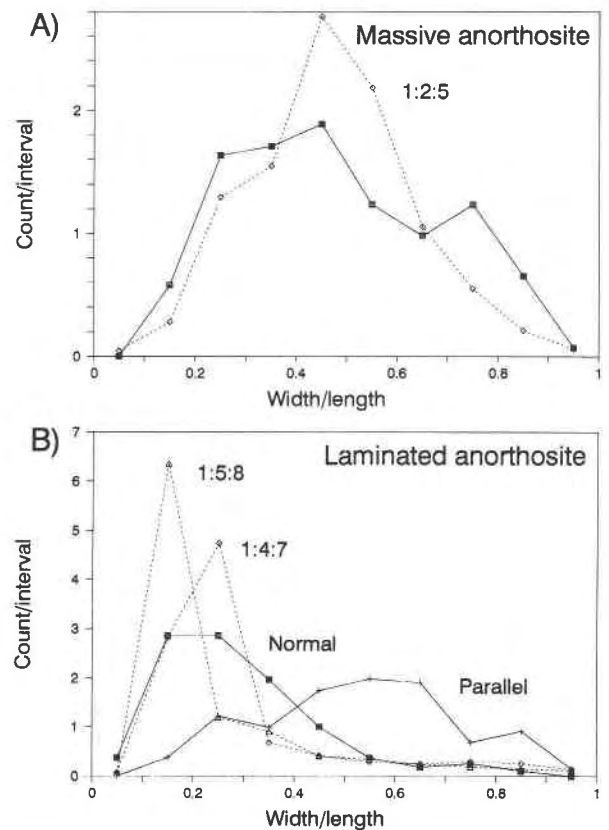 A)
Massive anorthosite
1:2:5
Count/interval
2
1
0
0 0.2 0.4 0.6 0.8 1
Width/length
B)
Laminated anorthosite
1:5:8
1:4:7
Normal
Parallel
Count/interval
7
6
5
4
3
2
1
0
0 0.2 0.4 0.6 0.8 1
Width/length